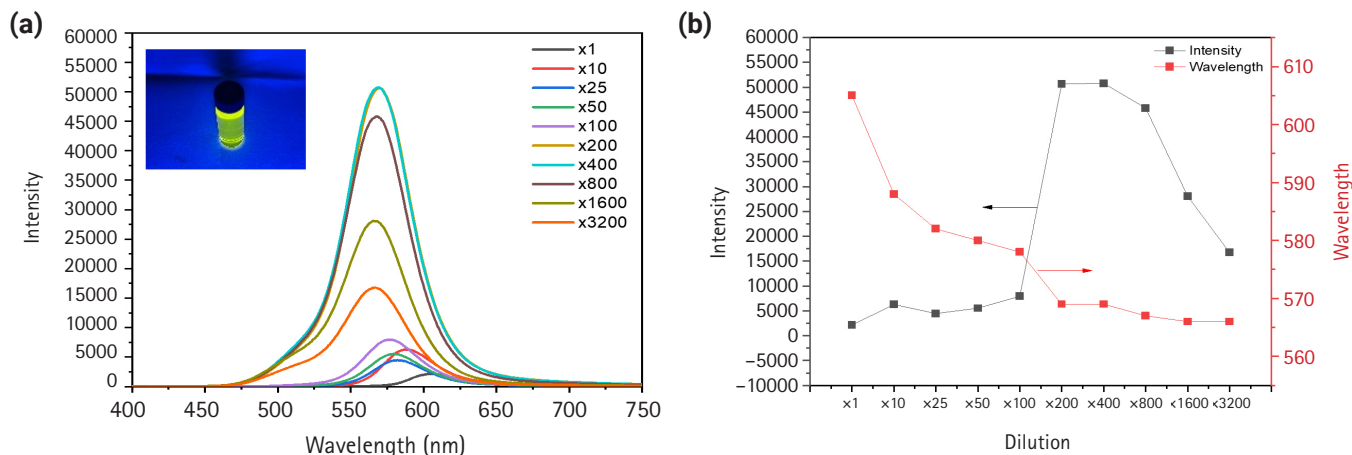 (a)
Intensity
60000
55000
50000
45000
40000
35000
30000
25000
20000
15000
10000
5000
0
400
450
500
550
600
650
700
750
Wavelength (nm)
x1
x10
x25
x50
x100
x200
x400
x800
x1600
x3200
(b)
Intensity
60000
55000
50000
45000
40000
35000
30000
25000
20000
15000
10000
5000
0
−5000
−10000
×1
×10
×25
×50
×100
×200
×400
×800
‹1600
‹3200
Dilution
Intensity
Wavelength
610
600
590
580
570
560
Wavelength